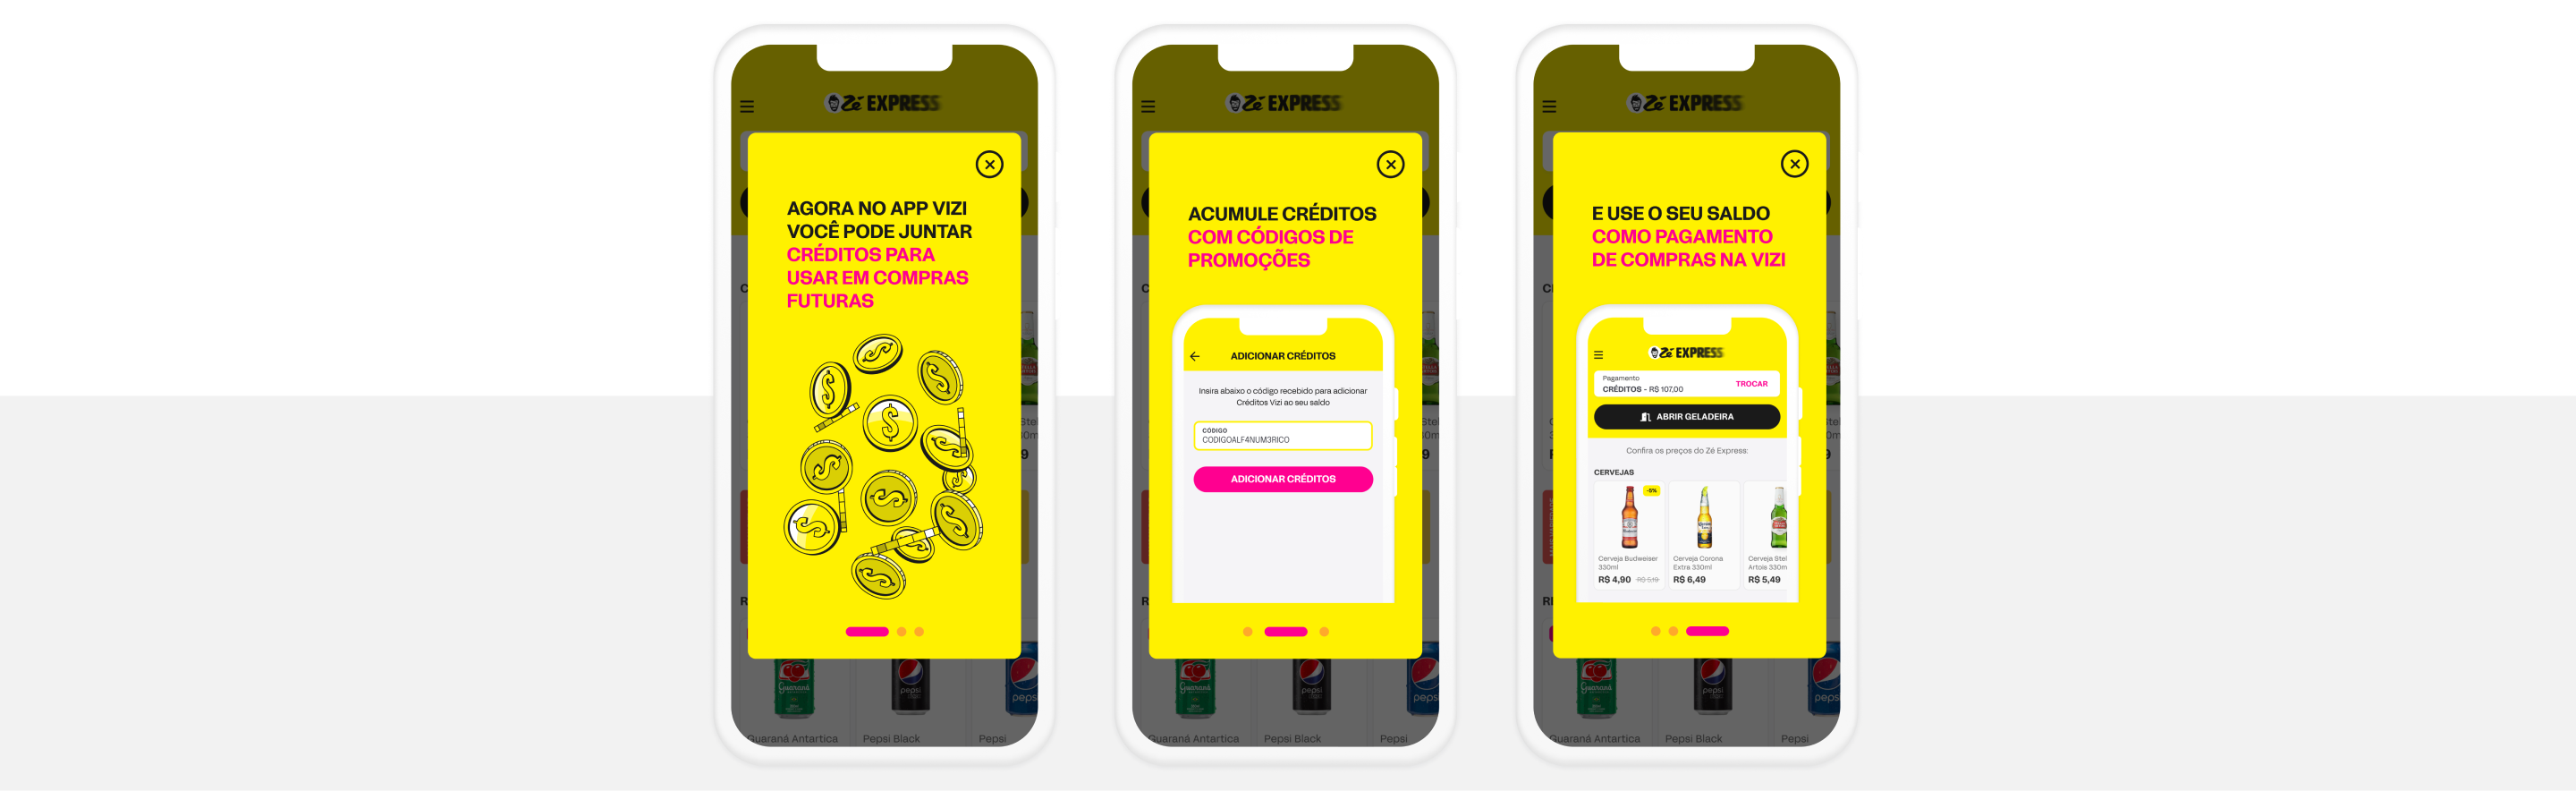 Zé EXPRESS
AGORA NO APP VIZI
VOCÊ PODE JUNTAR
CRÉDITOS PARA
USAR EM COMPRAS
FUTURAS
Guaraná Antartica
Pepsi Black
Pepsi
Zé EXPRESS
ACUMULE CRÉDITOS
COM CÓDIGOS DE
PROMOÇÕES
ADICIONAR CRÉDITOS
Insira abaixo o código recebido para adicionar
Créditos Vizi ao seu saldo
CÓDIGO
CODIGOALF4NUM3RICO
ADICIONAR CRÉDITOS
Guaraná Antartica
Pepsi Black
Pepsi
Zé EXPRESS
E USE O SEU SALDO
COMO PAGAMENTO
DE COMPRAS NA VIZI
Zé EXPRESS
Pagamento
CRÉDITOS - R$ 107,00
TROCAR
ABRIR GELADEIRA
Confira os preços do Zé Express:
CERVEJAS
-5%
Cerveja Budweiser
330ml
R$ 4,90 R$ 5,19
Cerveja Corona
Extra 330ml
R$ 6,49
Cerveja Stel
Artois 330m
R$ 5,49
Guaraná Antartica
Pepsi Black
Pepsi